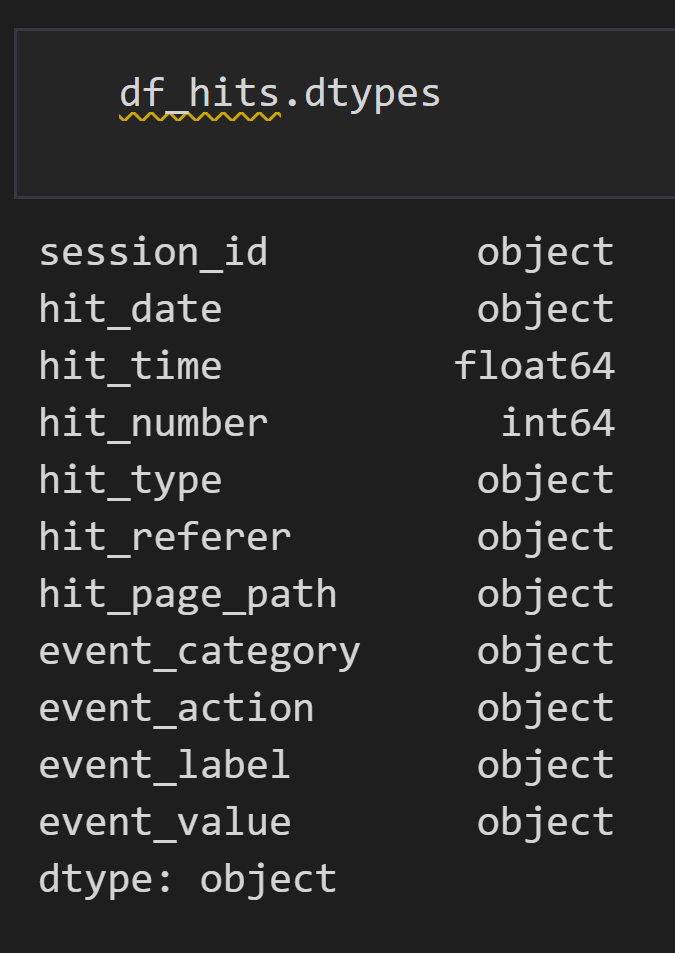 df_hits.dtypes
session_id object
hit_date object
hit_time float64
hit_number int64
hit_type object
hit_referer object
hit_page_path object
event_category object
event_action object
event_label object
event_value object
dtype: object